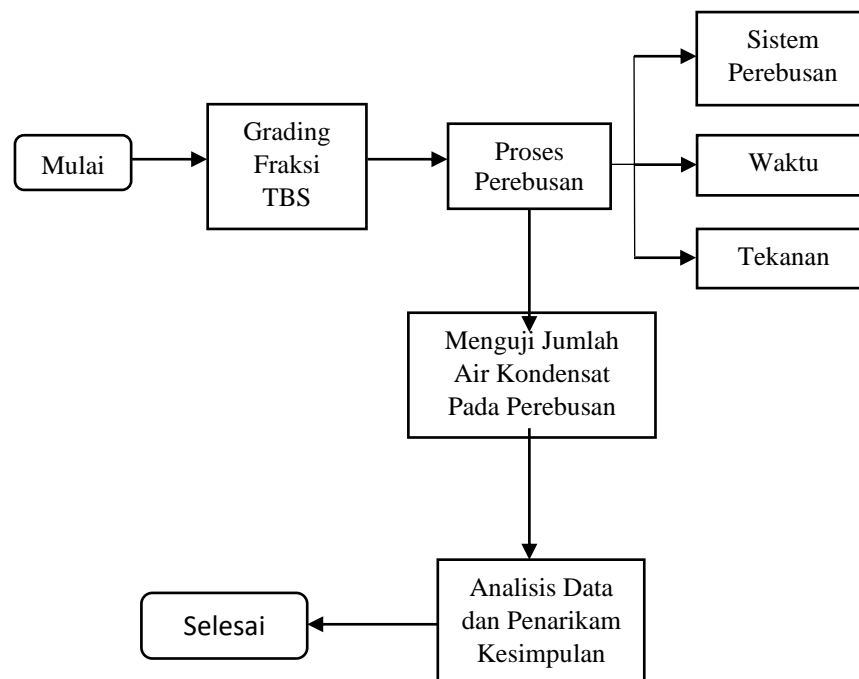 Mulai
Grading
Fraksi
TBS
Proses
Perebusan
Sistem
Perebusan
Waktu
Tekanan
Menguji Jumlah
Air Kondensat
Pada Perebusan
Analisis Data
dan Penarikam
Kesimpulan
Selesai